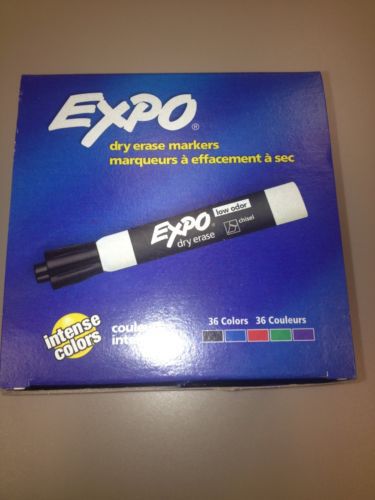 EXPO®
dry erase markers
marqueurs à effacement à sec
EXPO®
dry erase
low odor
chisel
intense
colors
36 Colors 36 Couleurs